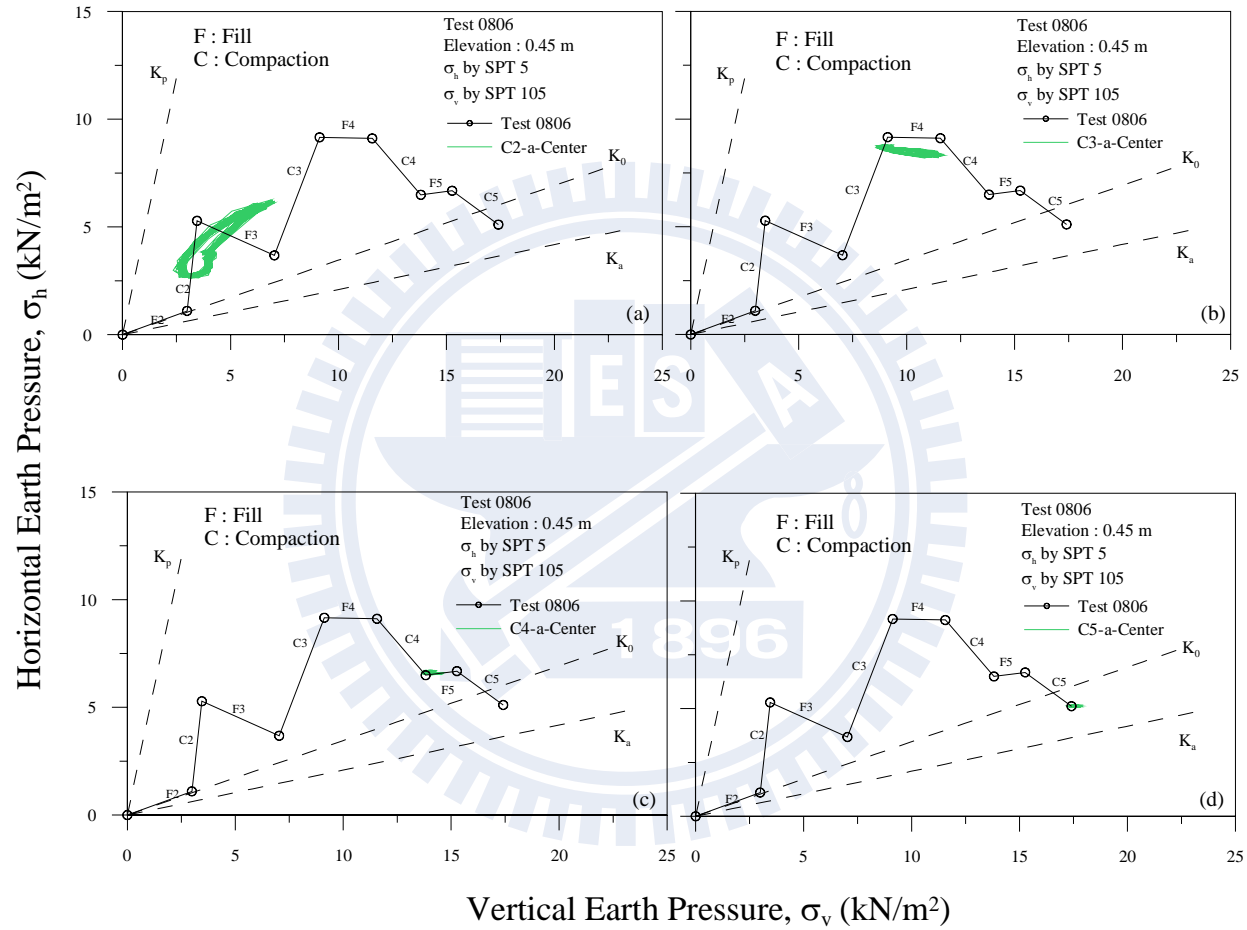 Horizontal Earth Pressure, σh (kN/m²)
15
10
5
0
F : Fill
C : Compaction
Test 0806
Elevation : 0.45 m
σh by SPT 5
σv by SPT 105
Test 0806
C2-a-Center
Kp
K0
Ka
F2
C2
F3
C3
F4
C4
F5
C5
(a)
0 5 10 15 20 25
F : Fill
C : Compaction
Test 0806
Elevation : 0.45 m
σh by SPT 5
σv by SPT 105
Test 0806
C3-a-Center
Kp
K0
Ka
F2
C2
F3
C3
F4
C4
F5
C5
(b)
0 5 10 15 20 25
15
10
5
0
F : Fill
C : Compaction
Test 0806
Elevation : 0.45 m
σh by SPT 5
σv by SPT 105
Test 0806
C4-a-Center
Kp
K0
Ka
F2
C2
F3
C3
F4
C4
F5
C5
(c)
0 5 10 15 20 25
F : Fill
C : Compaction
Test 0806
Elevation : 0.45 m
σh by SPT 5
σv by SPT 105
Test 0806
C5-a-Center
Kp
K0
Ka
F2
C2
F3
C3
F4
C4
F5
C5
(d)
0 5 10 15 20 25
Vertical Earth Pressure, σv (kN/m²)
ESA
1896